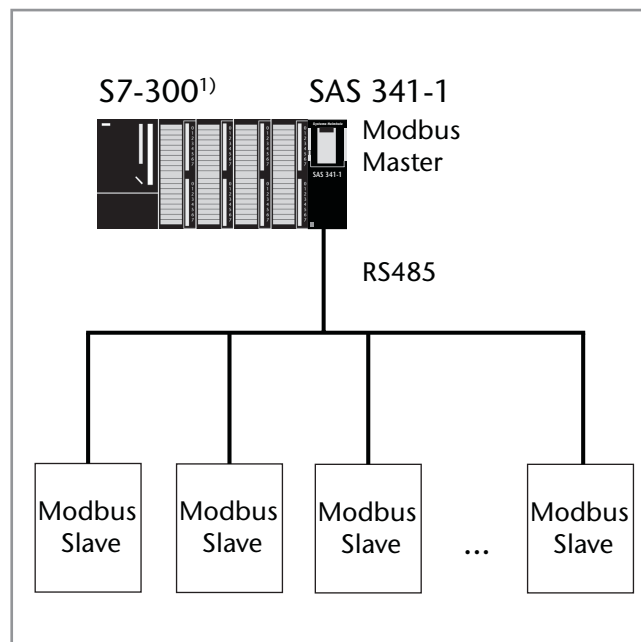 S7-300¹⁾ SAS 341-1
Modbus
Master
SAS 341-1
RS485
Modbus
Slave
Modbus
Slave
Modbus
Slave
...
Modbus
Slave